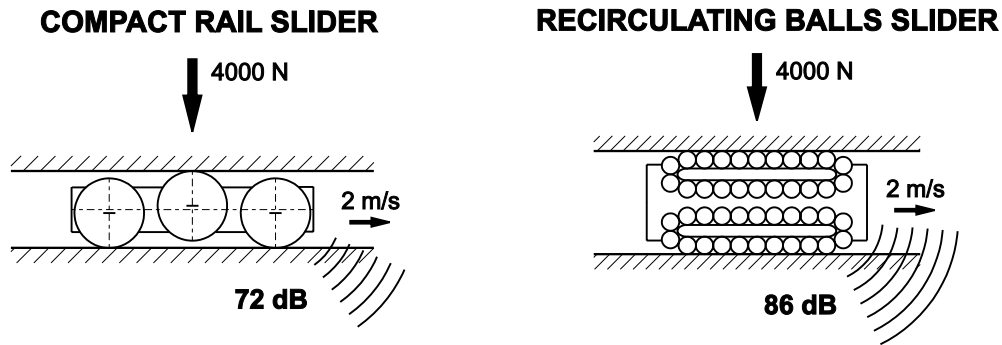 COMPACT RAIL SLIDER
4000 N
2 m/s
72 dB
RECIRCULATING BALLS SLIDER
4000 N
2 m/s
86 dB